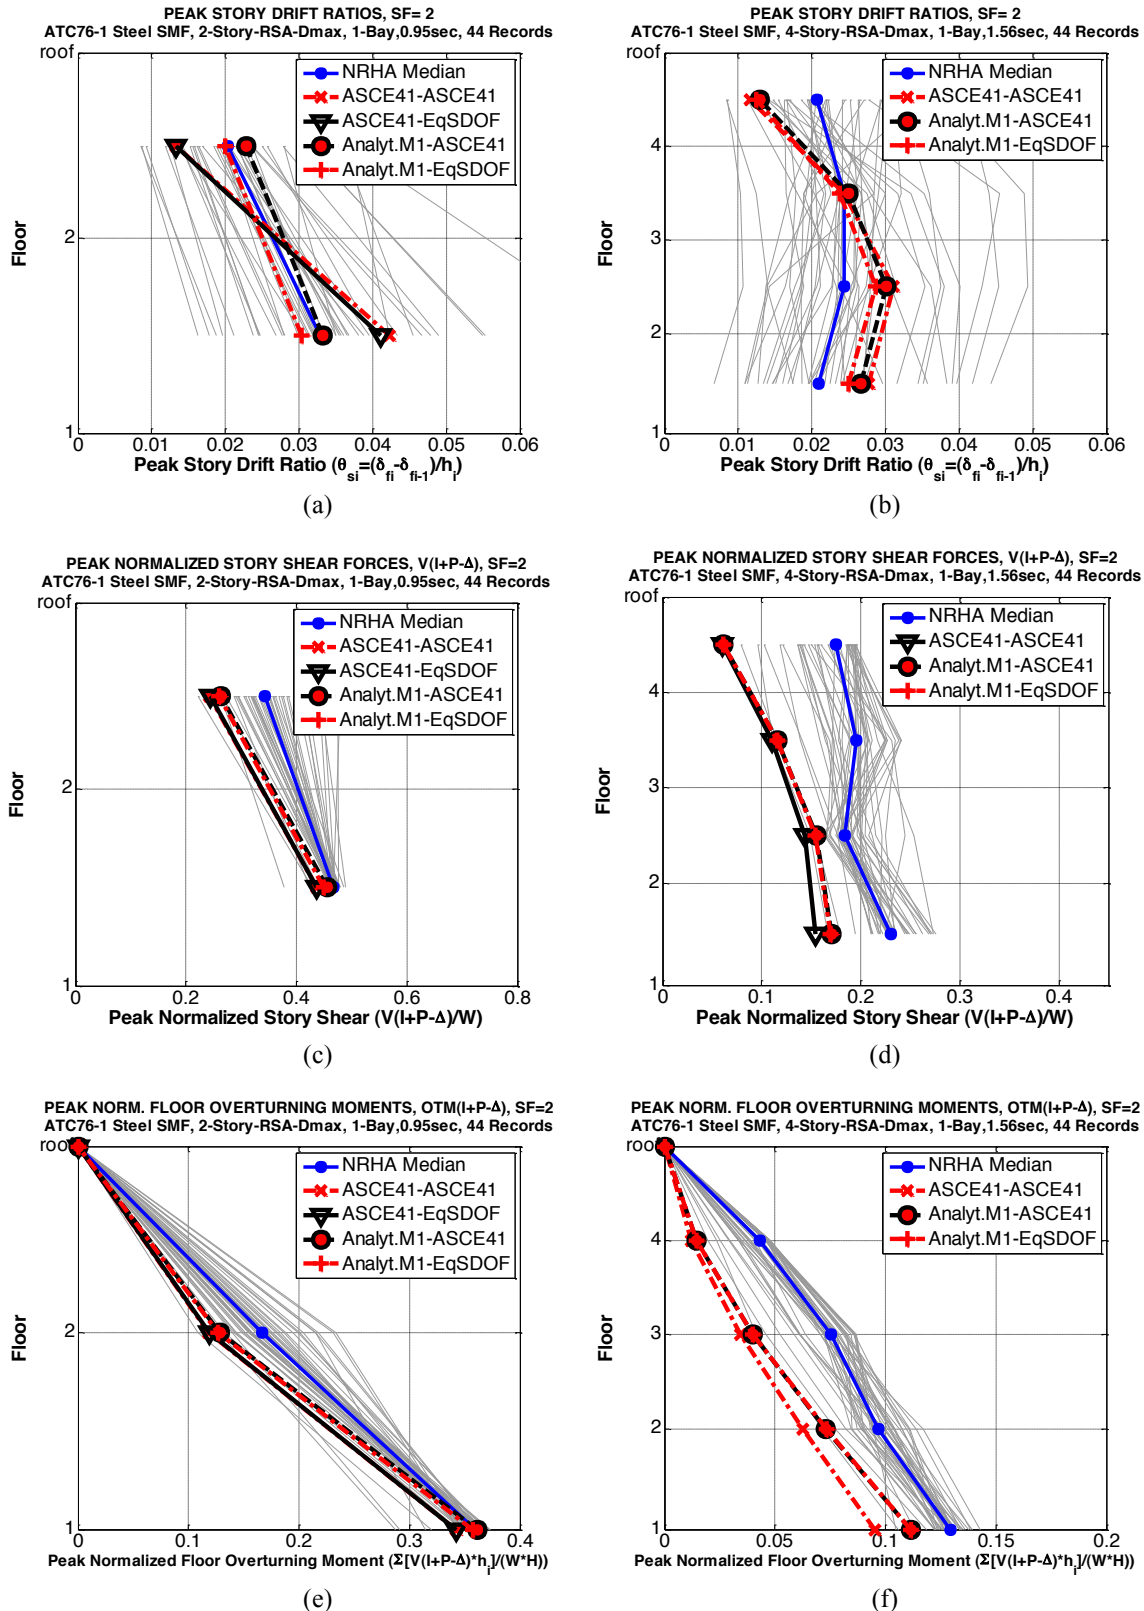 PEAK STORY DRIFT RATIOS, SF= 2
ATC76-1 Steel SMF, 2-Story-RSA-Dmax, 1-Bay,0.95sec, 44 Records
roof
2
1
Floor
NRHA Median
ASCE41-ASCE41
ASCE41-EqSDOF
Analyt.M1-ASCE41
Analyt.M1-EqSDOF
0 0.01 0.02 0.03 0.04 0.05 0.06
Peak Story Drift Ratio (θsi=(δfi-δfi-1)/hi)
(a)
PEAK STORY DRIFT RATIOS, SF= 2
ATC76-1 Steel SMF, 4-Story-RSA-Dmax, 1-Bay,1.56sec, 44 Records
roof
4
3
2
1
Floor
NRHA Median
ASCE41-ASCE41
Analyt.M1-ASCE41
Analyt.M1-EqSDOF
0 0.01 0.02 0.03 0.04 0.05 0.06
Peak Story Drift Ratio (θsi=(δfi-δfi-1)/hi)
(b)
PEAK NORMALIZED STORY SHEAR FORCES, V(I+P-Δ), SF=2
ATC76-1 Steel SMF, 2-Story-RSA-Dmax, 1-Bay,0.95sec, 44 Records
roof
2
1
Floor
NRHA Median
ASCE41-ASCE41
ASCE41-EqSDOF
Analyt.M1-ASCE41
Analyt.M1-EqSDOF
0 0.2 0.4 0.6 0.8
Peak Normalized Story Shear (V(I+P-Δ)/W)
(c)
PEAK NORMALIZED STORY SHEAR FORCES, V(I+P-Δ), SF=2
ATC76-1 Steel SMF, 4-Story-RSA-Dmax, 1-Bay,1.56sec, 44 Records
roof
4
3
2
1
Floor
NRHA Median
ASCE41-ASCE41
Analyt.M1-ASCE41
Analyt.M1-EqSDOF
0 0.1 0.2 0.3 0.4
Peak Normalized Story Shear (V(I+P-Δ)/W)
(d)
PEAK NORM. FLOOR OVERTURNING MOMENTS, OTM(I+P-Δ), SF=2
ATC76-1 Steel SMF, 2-Story-RSA-Dmax, 1-Bay,0.95sec, 44 Records
roof
2
1
Floor
NRHA Median
ASCE41-ASCE41
ASCE41-EqSDOF
Analyt.M1-ASCE41
Analyt.M1-EqSDOF
0 0.1 0.2 0.3 0.4
Peak Normalized Floor Overturning Moment (Σ[V(I+P-Δ)*hi]/(W*H))
(e)
PEAK NORM. FLOOR OVERTURNING MOMENTS, OTM(I+P-Δ), SF=2
ATC76-1 Steel SMF, 4-Story-RSA-Dmax, 1-Bay,1.56sec, 44 Records
roof
4
3
2
1
Floor
NRHA Median
ASCE41-ASCE41
Analyt.M1-ASCE41
Analyt.M1-EqSDOF
0 0.05 0.1 0.15 0.2
Peak Normalized Floor Overturning Moment (Σ[V(I+P-Δ)*hi]/(W*H))
(f)